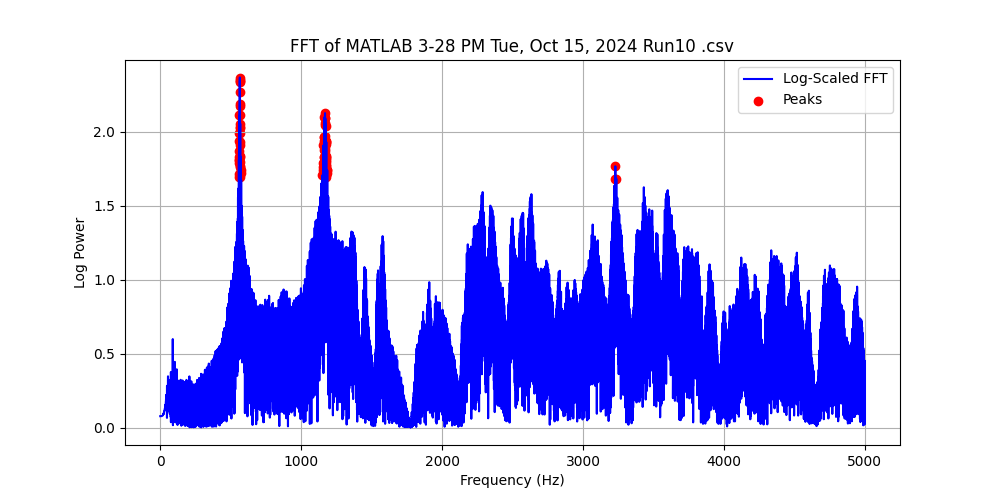 FFT of MATLAB 3-28 PM Tue, Oct 15, 2024 Run10 .csv
Log-Scaled FFT
Peaks
2.0
1.5
1.0
0.5
0.0
Log Power
0 1000 2000 3000 4000 5000
Frequency (Hz)